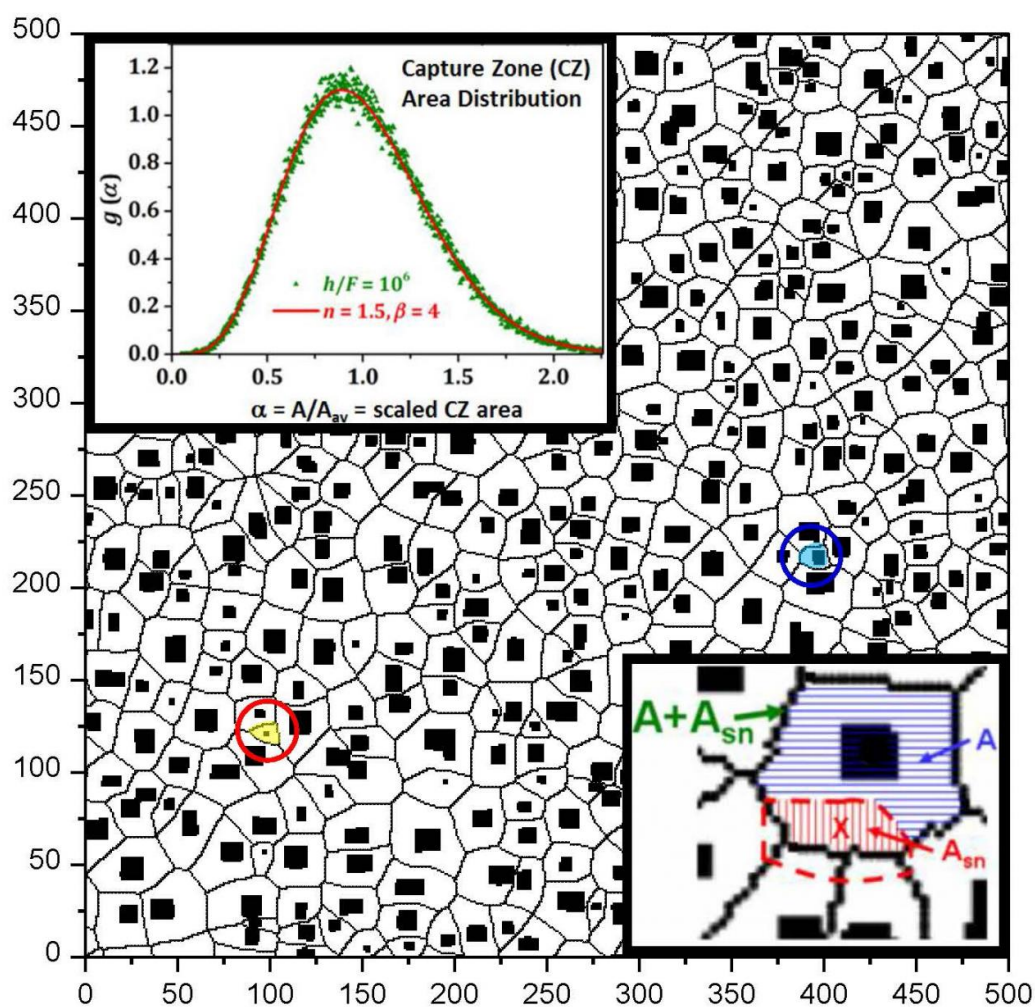 500
450
400
350
300
250
200
150
100
50
0
0 50 100 150 200 250 300 350 400 450 500
Capture Zone (CZ)
Area Distribution
1.2
1.0
0.8
0.6
0.4
0.2
0.0
g (α)
h/F = 10⁶
n = 1.5, β = 4
0.0 0.5 1.0 1.5 2.0
α = A/Aₐᵥ = scaled CZ area
A+Aₛₙ
A
X
Aₛₙ